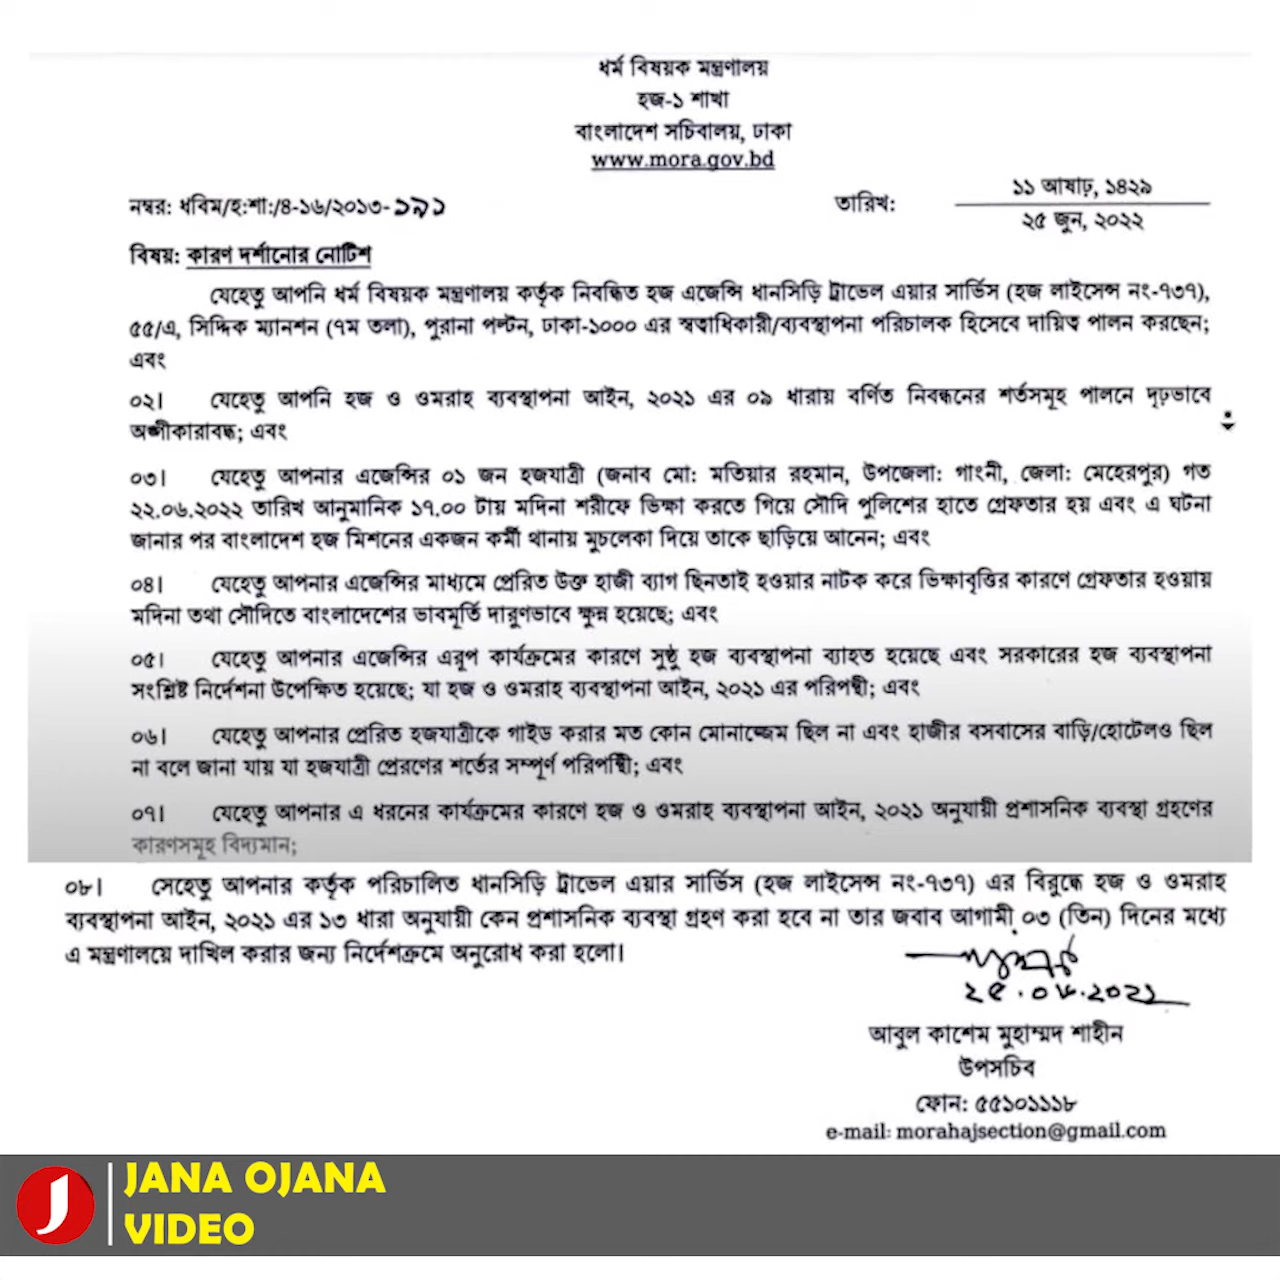 ধর্ম বিষয়ক মন্ত্রণালয়
হজ-১ শাখা
বাংলাদেশ সচিবালয়, ঢাকা
www.mora.gov.bd
নম্বর: ধবিম/হ:শা:/৪-১৬/২০১৩-১৯১
তারিখ:
১১ আষাঢ়, ১৪২৯
২৫ জুন, ২০২২
বিষয়: কারণ দর্শানোর নোটিশ
যেহেতু আপনি ধর্ম বিষয়ক মন্ত্রণালয় কর্তৃক নিবন্ধিত হজ এজেন্সি ধানসিড়ি ট্রাভেল এয়ার সার্ভিস (হজ লাইসেন্স নং-৭৩৭),
৫৫/এ, সিদ্দিক ম্যানশন (৭ম তলা), পুরানা পল্টন, ঢাকা-১০০০ এর স্বত্বাধিকারী/ব্যবস্থাপনা পরিচালক হিসেবে দায়িত্ব পালন করছেন;
এবং
০২। যেহেতু আপনি হজ ও ওমরাহ ব্যবস্থাপনা আইন, ২০২১ এর ০৯ ধারায় বর্ণিত নিবন্ধনের শর্তসমূহ পালনে দৃঢ়ভাবে
অঙ্গীকারাবদ্ধ; এবং
০৩। যেহেতু আপনার এজেন্সির ০১ জন হজযাত্রী (জনাব মো: মতিয়ার রহমান, উপজেলা: গাংনী, জেলা: মেহেরপুর) গত
২২.০৬.২০২২ তারিখ আনুমানিক ১৭.০০ টায় মদিনা শরীফে ভিক্ষা করতে গিয়ে সৌদি পুলিশের হাতে গ্রেফতার হয় এবং এ ঘটনা
জানার পর বাংলাদেশ হজ মিশনের একজন কর্মী থানায় মুচলেকা দিয়ে তাকে ছাড়িয়ে আনেন; এবং
০৪। যেহেতু আপনার এজেন্সির মাধ্যমে প্রেরিত উক্ত হাজী ব্যাগ ছিনতাই হওয়ার নাটক করে ভিক্ষাবৃত্তির কারণে গ্রেফতার হওয়ায়
মদিনা তথা সৌদিতে বাংলাদেশের ভাবমূর্তি দারুণভাবে ক্ষুন্ন হয়েছে; এবং
০৫। যেহেতু আপনার এজেন্সির এরূপ কার্যক্রমের কারণে সুষ্ঠু হজ ব্যবস্থাপনা ব্যাহত হয়েছে এবং সরকারের হজ ব্যবস্থাপনা
সংশ্লিষ্ট নির্দেশনা উপেক্ষিত হয়েছে; যা হজ ও ওমরাহ ব্যবস্থাপনা আইন, ২০২১ এর পরিপন্থী; এবং
০৬। যেহেতু আপনার প্রেরিত হজযাত্রীকে গাইড করার মত কোন মোনাজ্জেম ছিল না এবং হাজীর বসবাসের বাড়ি/হোটেলও ছিল
না বলে জানা যায় যা হজযাত্রী প্রেরণের শর্তের সম্পূর্ণ পরিপন্থী; এবং
০৭। যেহেতু আপনার এ ধরনের কার্যক্রমের কারণে হজ ও ওমরাহ ব্যবস্থাপনা আইন, ২০২১ অনুযায়ী প্রশাসনিক ব্যবস্থা গ্রহণের
কারণসমূহ বিদ্যমান;
০৮। সেহেতু আপনার কর্তৃক পরিচালিত ধানসিড়ি ট্রাভেল এয়ার সার্ভিস (হজ লাইসেন্স নং-৭৩৭) এর বিরুদ্ধে হজ ও ওমরাহ
ব্যবস্থাপনা আইন, ২০২১ এর ১৩ ধারা অনুযায়ী কেন প্রশাসনিক ব্যবস্থা গ্রহণ করা হবে না তার জবাব আগামী ০৩ (তিন) দিনের মধ্যে
এ মন্ত্রণালয়ে দাখিল করার জন্য নির্দেশক্রমে অনুরোধ করা হলো।
২৫.০৬.২০২২
আবুল কাশেম মুহাম্মদ শাহীন
উপসচিব
ফোন: ৫৫১০১১১৮
e-mail: morahajsection@gmail.com
JANA OJANA
VIDEO